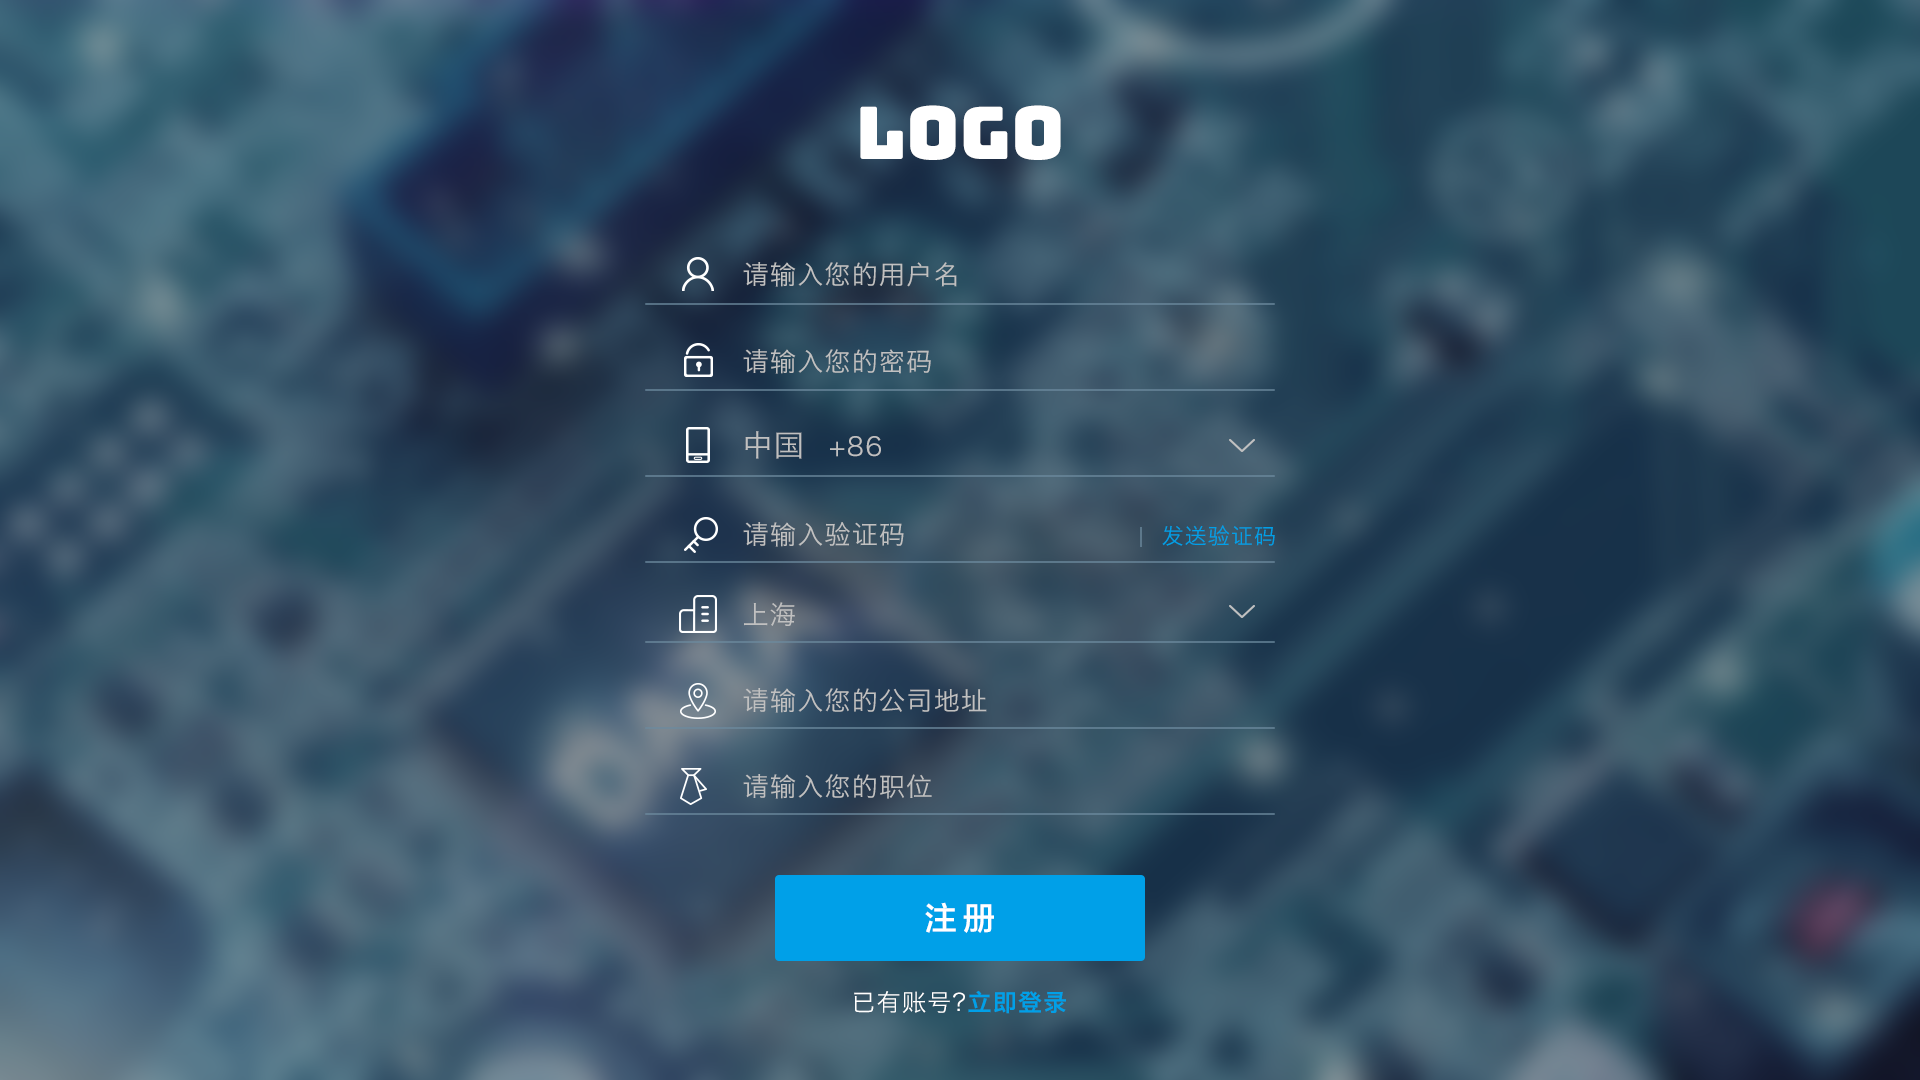 LOGO
请输入您的用户名
请输入您的密码
中国 +86
请输入验证码 | 发送验证码
上海
请输入您的公司地址
请输入您的职位
注册
已有账号?立即登录